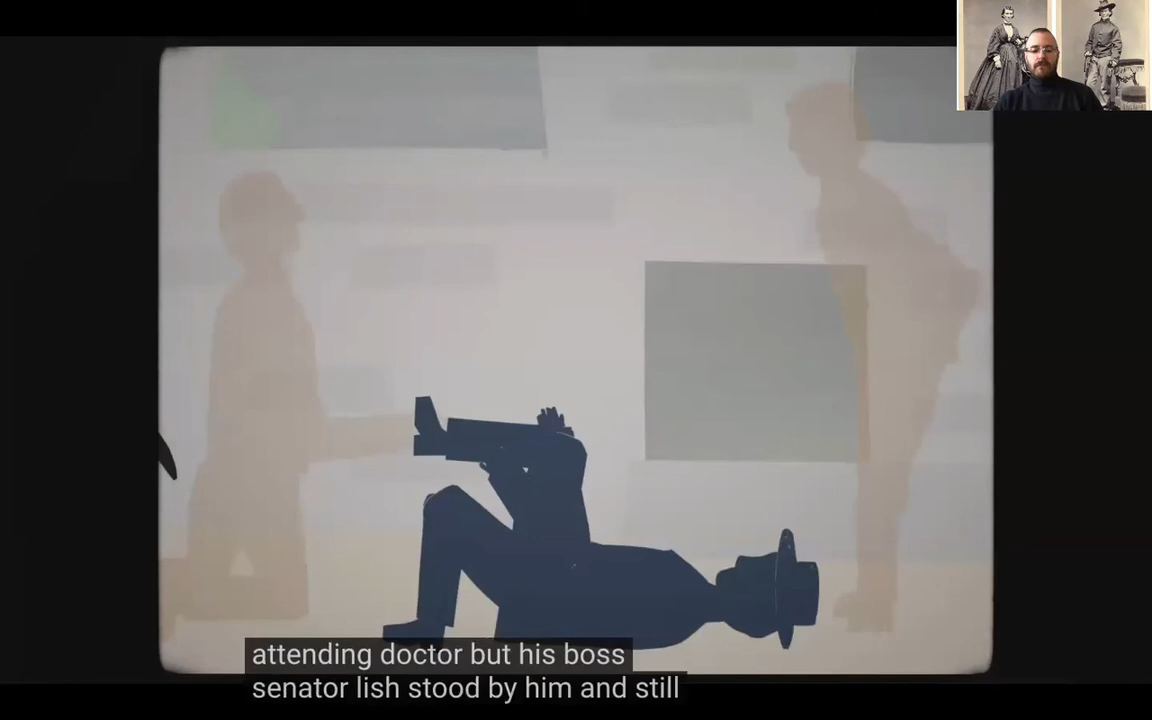 attending doctor but his boss
senator lish stood by him and still